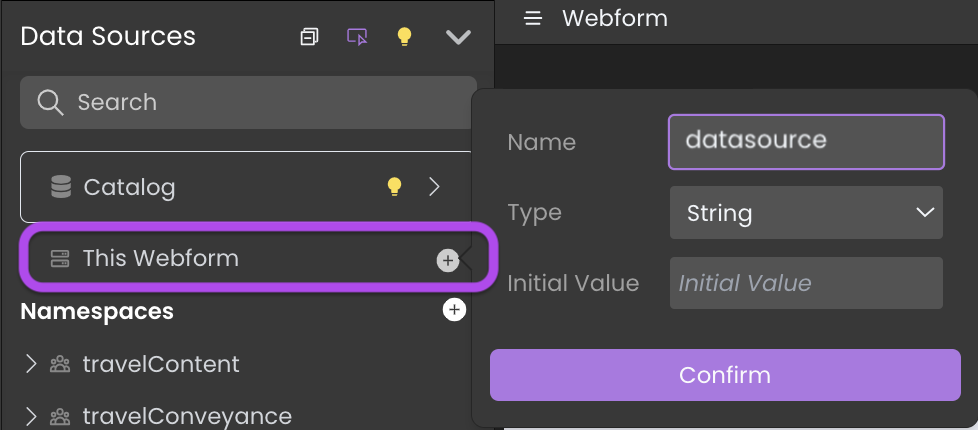 Data Sources
Search
Catalog
This Webform
Namespaces
travelContent
travelConveyance
Webform
Name
datasource
Type
String
Initial Value
Initial Value
Confirm